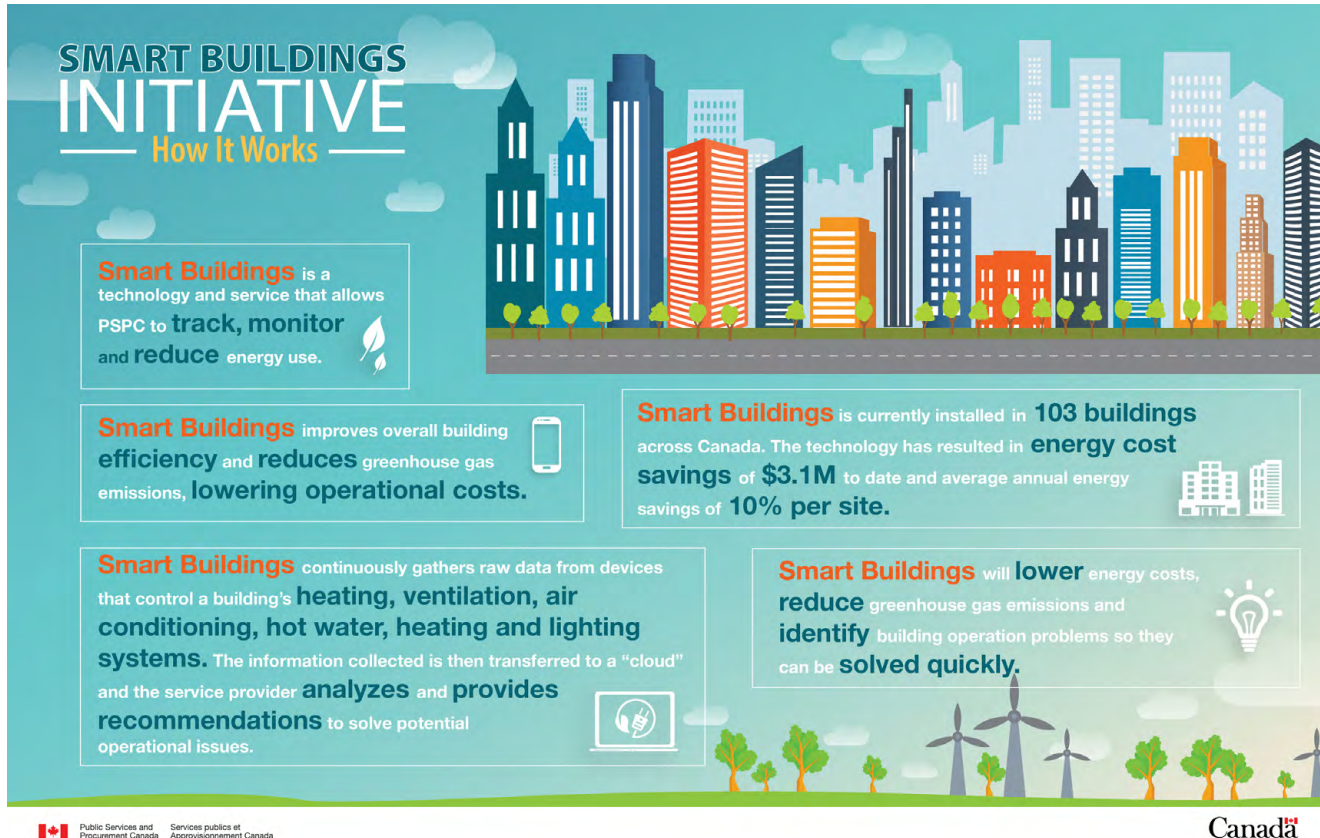 SMART BUILDINGS
INITIATIVE
How It Works
Smart Buildings is a
technology and service that allows
PSPC to track, monitor
and reduce energy use.
Smart Buildings improves overall building
efficiency and reduces greenhouse gas
emissions, lowering operational costs.
Smart Buildings is currently installed in 103 buildings
across Canada. The technology has resulted in energy cost
savings of $3.1M to date and average annual energy
savings of 10% per site.
Smart Buildings continuously gathers raw data from devices
that control a building's heating, ventilation, air
conditioning, hot water, heating and lighting
systems. The information collected is then transferred to a “cloud”
and the service provider analyzes and provides
recommendations to solve potential
operational issues.
Smart Buildings will lower energy costs,
reduce greenhouse gas emissions and
identify building operation problems so they
can be solved quickly.
Public Services and Services publics et
Procurement Canada Approvisionnement Canada
Canada